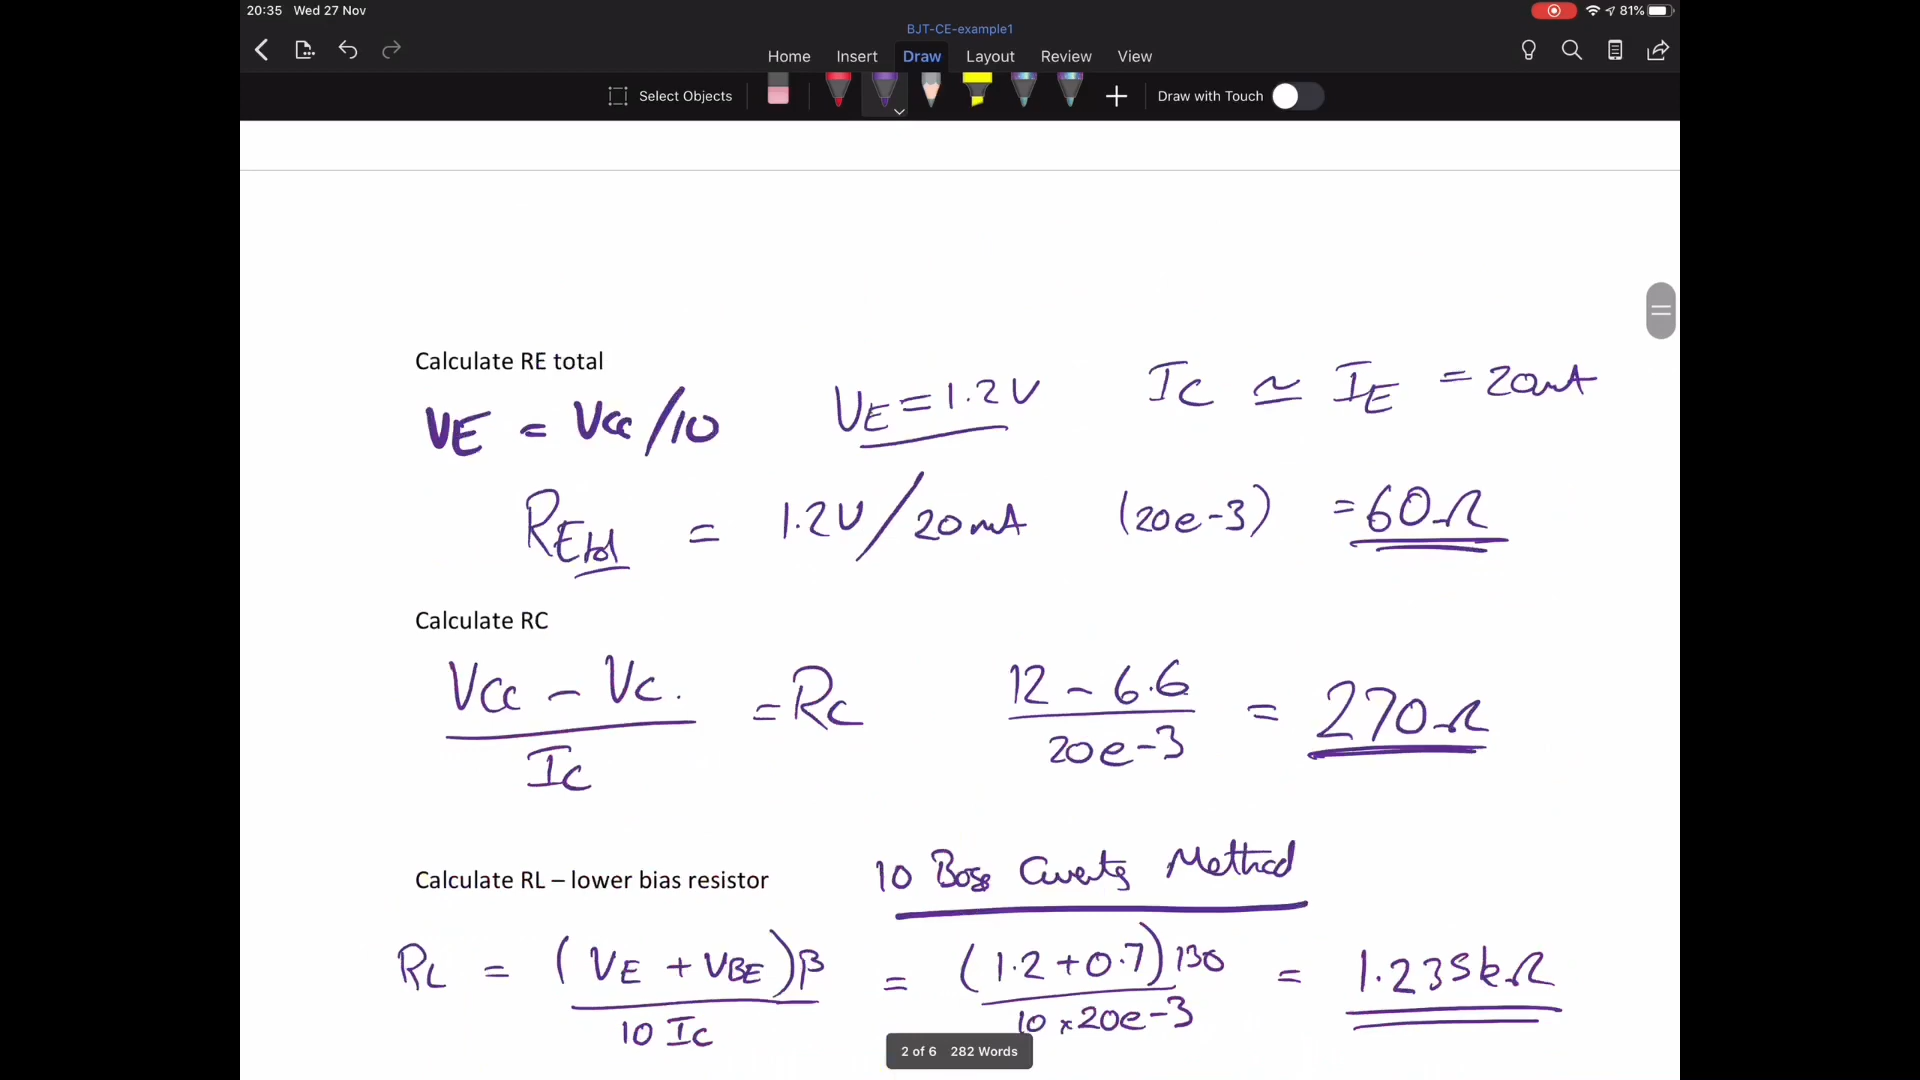 20:35 Wed 27 Nov
81%
BJT-CE-example1
Home Insert Draw Layout Review View
Select Objects
Draw with Touch
Calculate RE total
VE = Vcc/10
VE = 1.2V
IC ≃ IE = 20mA
REtot = 1.2V/20mA (20e-3) = 60Ω
Calculate RC
Vcc - Vc. / Ic = Rc
12 - 6.6 / 20e-3 = 270Ω
Calculate RL – lower bias resistor
10 Base Currents Method
RL = (VE + VBE)β / 10 Ic = (1.2 + 0.7)130 / 10 x 20e-3 = 1.235kΩ
2 of 6 282 Words